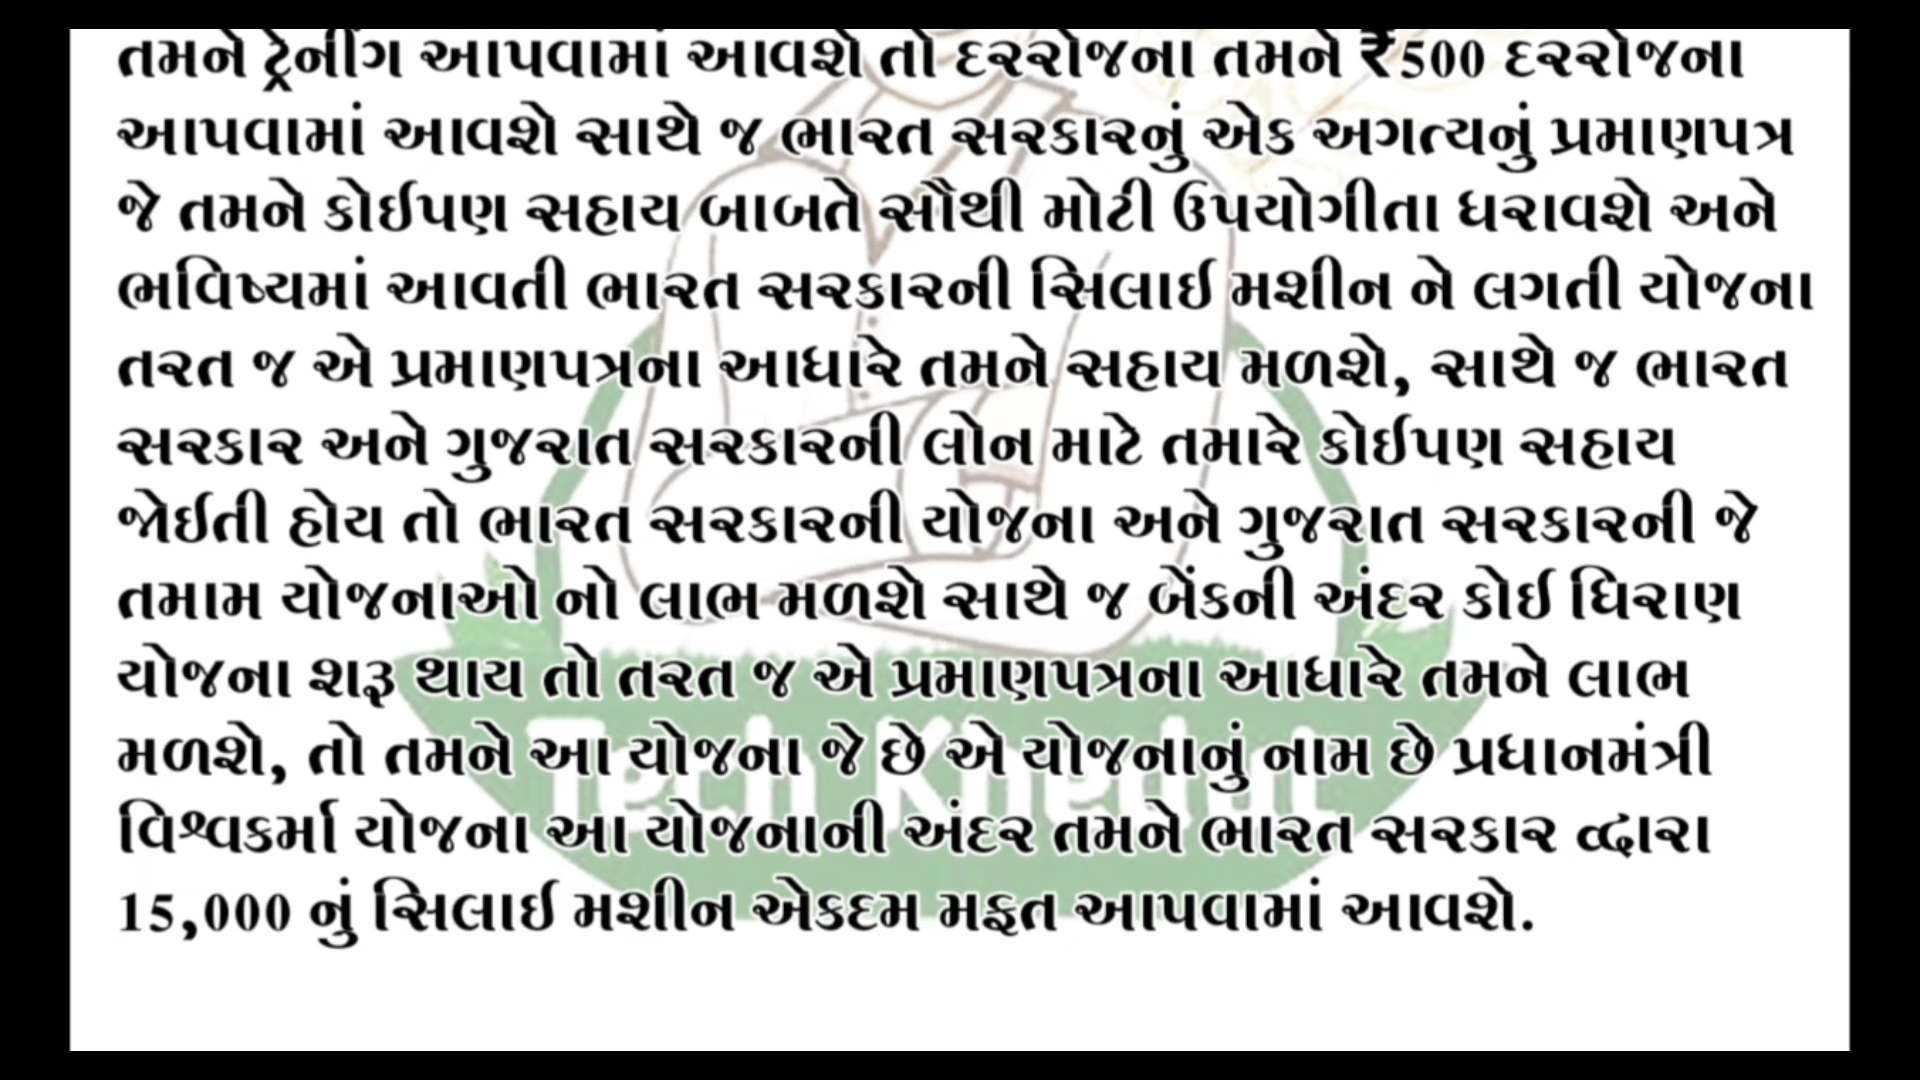 તમને ટ્રેનીંગ આપવામાં આવશે તો દરરોજના તમને ₹500 દરરોજના
આપવામાં આવશે સાથે જ ભારત સરકારનું એક અગત્યનું પ્રમાણપત્ર
જે તમને કોઈપણ સહાય બાબતે સૌથી મોટી ઉપયોગીતા ધરાવશે અને
ભવિષ્યમાં આવતી ભારત સરકારની સિલાઈ મશીન ને લગતી યોજના
તરત જ એ પ્રમાણપત્રના આધારે તમને સહાય મળશે, સાથે જ ભારત
સરકાર અને ગુજરાત સરકારની લોન માટે તમારે કોઈપણ સહાય
જોઈતી હોય તો ભારત સરકારની યોજના અને ગુજરાત સરકારની જે
તમામ યોજનાઓ નો લાભ મળશે સાથે જ બેંકની અંદર કોઈ ધિરાણ
યોજના શરૂ થાય તો તરત જ એ પ્રમાણપત્રના આધારે તમને લાભ
મળશે, તો તમને આ યોજના જે છે એ યોજનાનું નામ છે પ્રધાનમંત્રી
વિશ્વકર્મા યોજના આ યોજનાની અંદર તમને ભારત સરકાર વ્દારા
15,000 નું સિલાઈ મશીન એકદમ મફત આપવામાં આવશે.
Tech Khedut